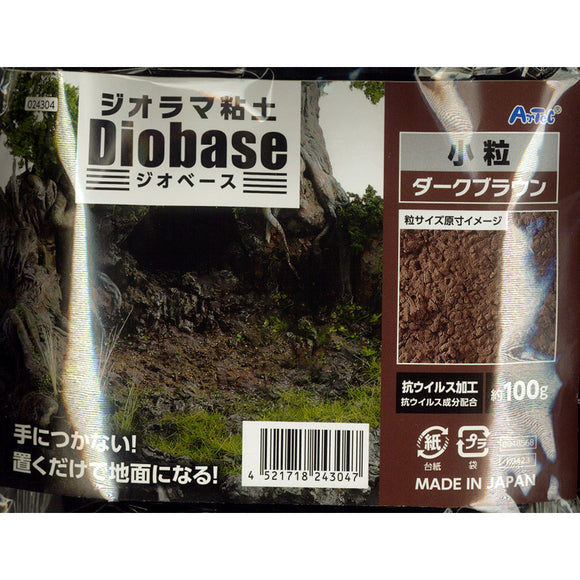 024304
ジオラマ粘土
Diobase
ジオベース
ArTeC®
小粒
ダークブラウン
粒サイズ原寸イメージ
抗ウイルス加工
抗ウイルス成分配合
約100g
手につかない!
置くだけで地面になる!
4 521718 243047
紙
台紙
プラ
袋
MADE IN JAPAN